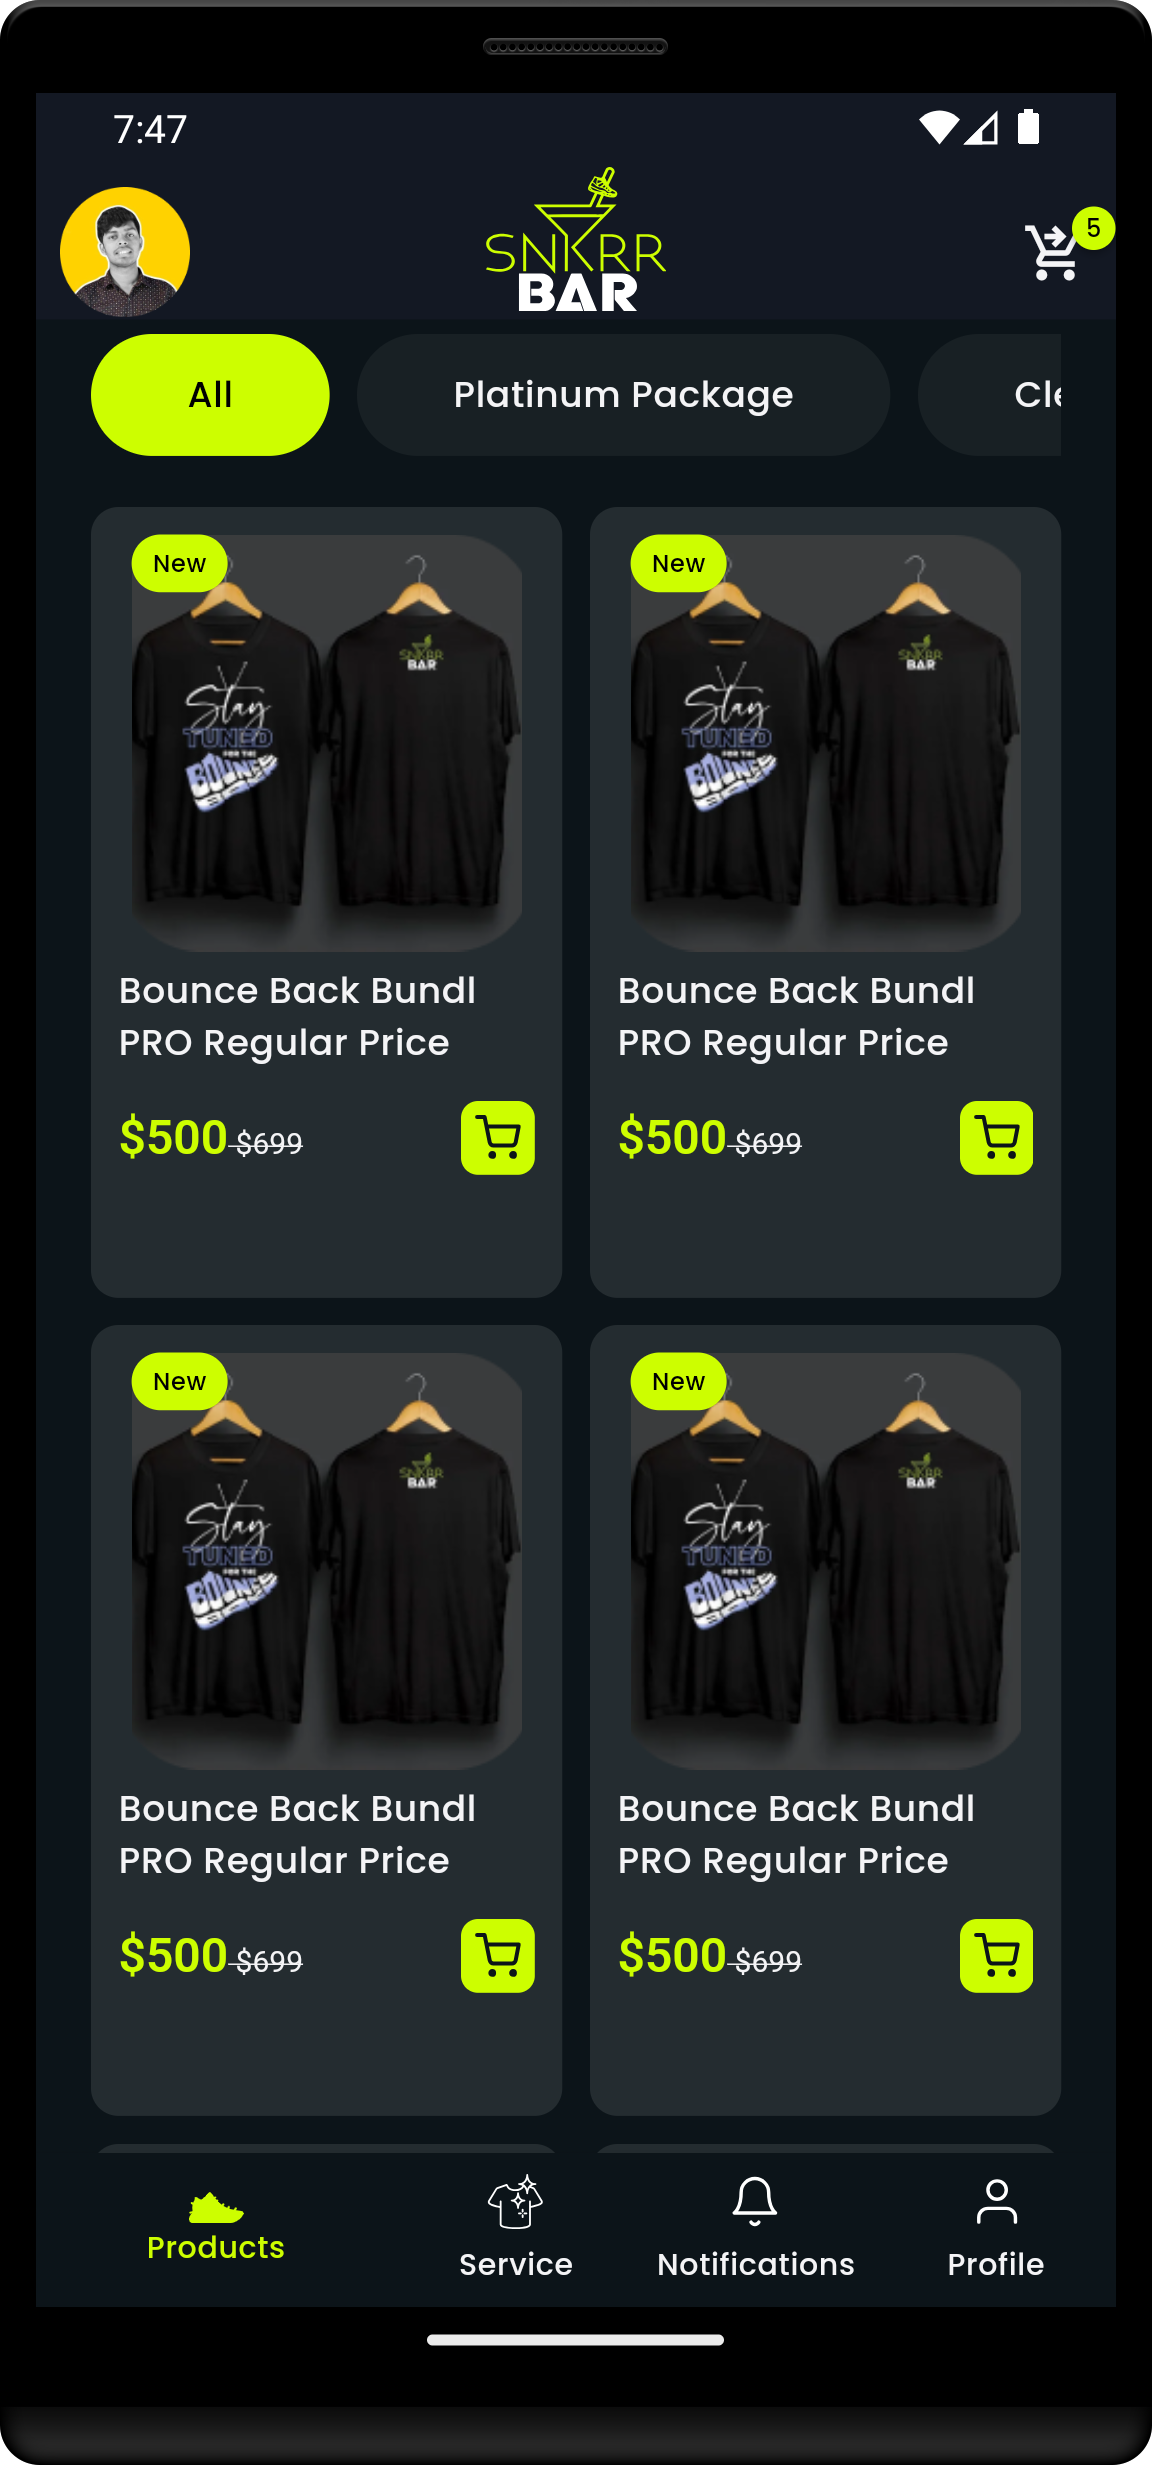 7:47
SNKRR
BAR
5
All
Platinum Package
Cle
New
New
Stay
TUNED
FOR THE
BOUNCE
SNKRR
BAR
Stay
TUNED
FOR THE
BOUNCE
SNKRR
BAR
Bounce Back Bundl
PRO Regular Price
Bounce Back Bundl
PRO Regular Price
$500 $699
$500 $699
New
New
Stay
TUNED
FOR THE
BOUNCE
SNKRR
BAR
Stay
TUNED
FOR THE
BOUNCE
SNKRR
BAR
Bounce Back Bundl
PRO Regular Price
Bounce Back Bundl
PRO Regular Price
$500 $699
$500 $699
Products
Service
Notifications
Profile